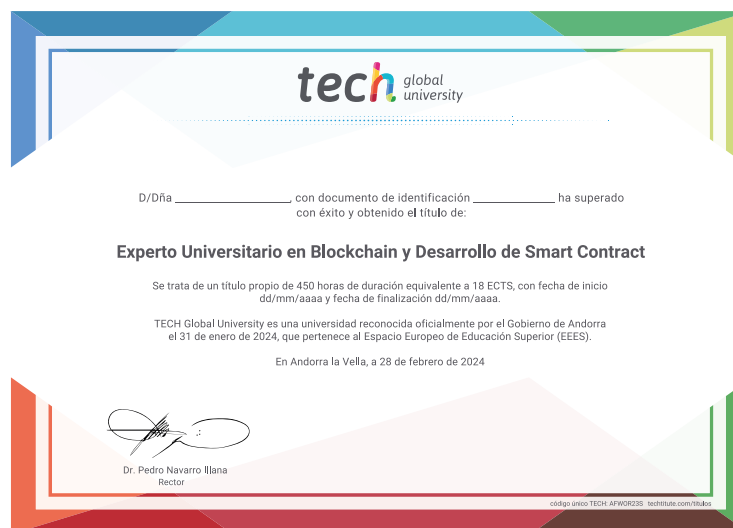 tech global university
D/Dña ____________________, con documento de identificación ______________ ha superado
con éxito y obtenido el título de:
Experto Universitario en Blockchain y Desarrollo de Smart Contract
Se trata de un título propio de 450 horas de duración equivalente a 18 ECTS, con fecha de inicio
dd/mm/aaaa y fecha de finalización dd/mm/aaaa.
TECH Global University es una universidad reconocida oficialmente por el Gobierno de Andorra
el 31 de enero de 2024, que pertenece al Espacio Europeo de Educación Superior (EEES).
En Andorra la Vella, a 28 de febrero de 2024
Dr. Pedro Navarro Illana
Rector
código único TECH: AFWOR23S techtitute.com/titulos